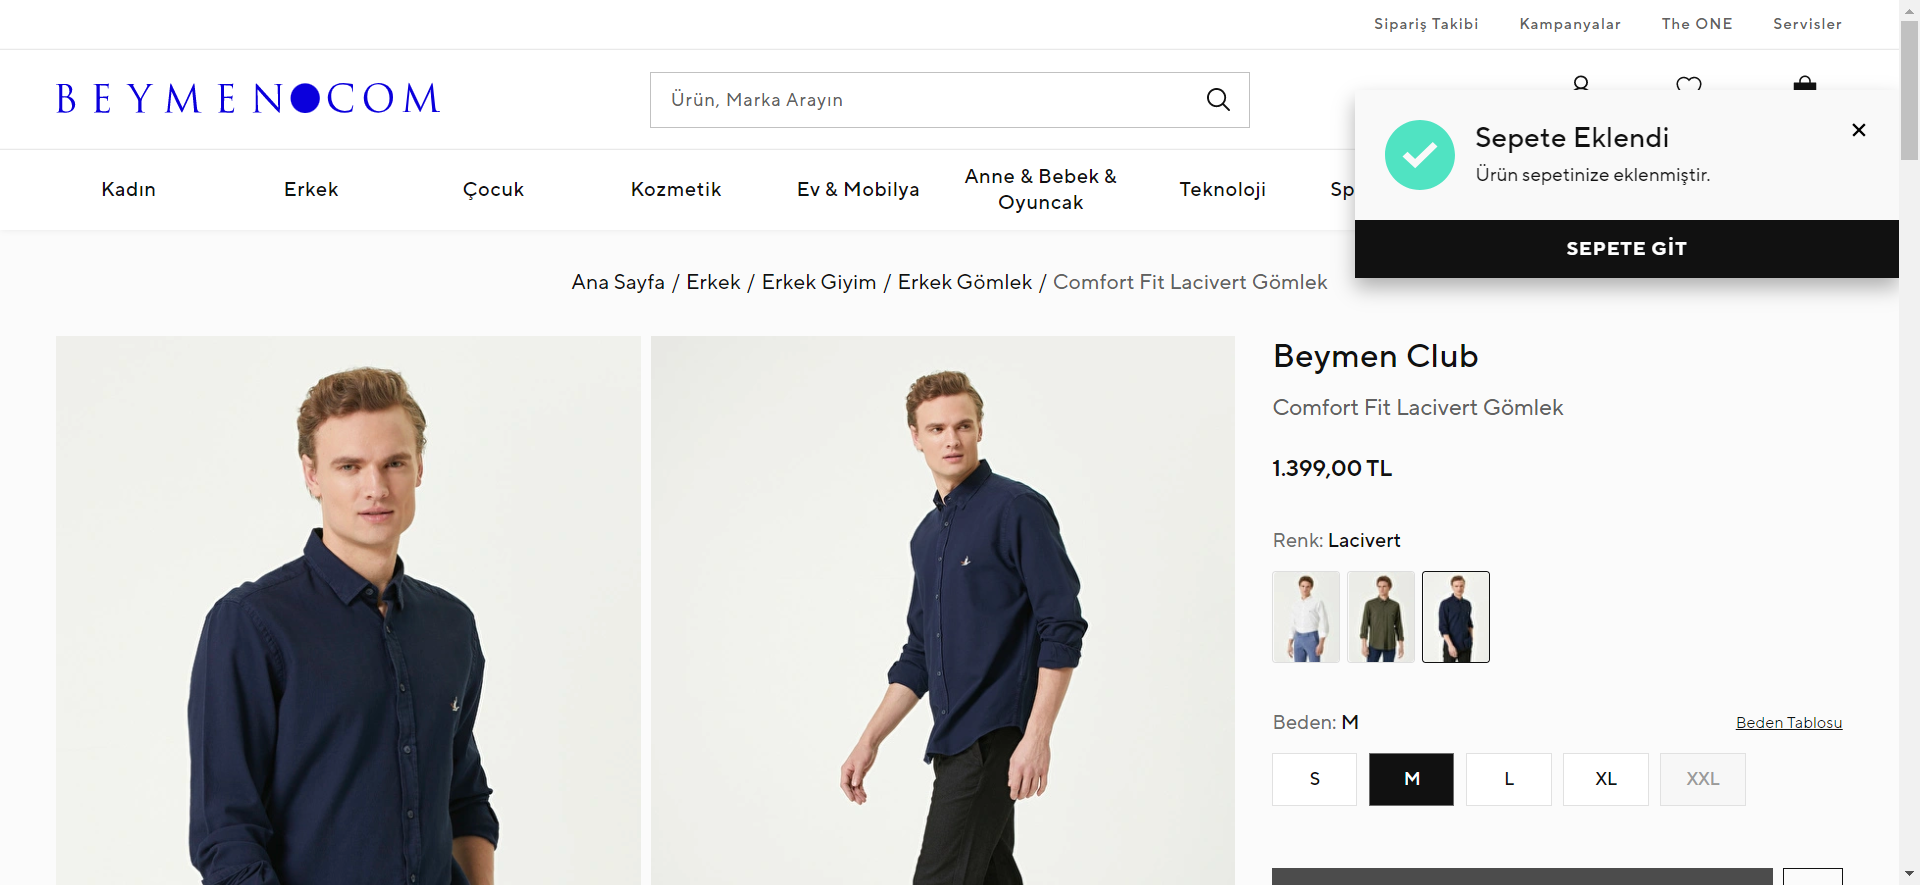 Sipariş Takibi Kampanyalar The ONE Servisler
BEYMEN COM
Ürün, Marka Arayın
Sepete Eklendi
Ürün sepetinize eklenmiştir.
SEPETE GİT
Kadın Erkek Çocuk Kozmetik Ev & Mobilya Anne & Bebek & Oyuncak Teknoloji Sp
Ana Sayfa / Erkek / Erkek Giyim / Erkek Gömlek / Comfort Fit Lacivert Gömlek
Beymen Club
Comfort Fit Lacivert Gömlek
1.399,00 TL
Renk: Lacivert
Beden: M Beden Tablosu
S M L XL XXL